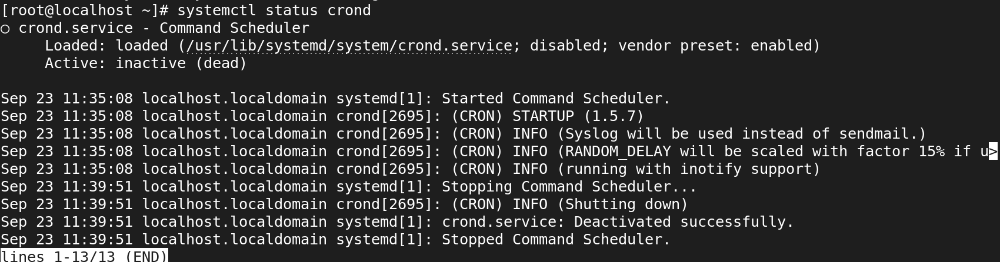 [root@localhost ~]# systemctl status crond
○ crond.service - Command Scheduler
     Loaded: loaded (/usr/lib/systemd/system/crond.service; disabled; vendor preset: enabled)
     Active: inactive (dead)

Sep 23 11:35:08 localhost.localdomain systemd[1]: Started Command Scheduler.
Sep 23 11:35:08 localhost.localdomain crond[2695]: (CRON) STARTUP (1.5.7)
Sep 23 11:35:08 localhost.localdomain crond[2695]: (CRON) INFO (Syslog will be used instead of sendmail.)
Sep 23 11:35:08 localhost.localdomain crond[2695]: (CRON) INFO (RANDOM_DELAY will be scaled with factor 15% if u>
Sep 23 11:35:08 localhost.localdomain crond[2695]: (CRON) INFO (running with inotify support)
Sep 23 11:39:51 localhost.localdomain systemd[1]: Stopping Command Scheduler...
Sep 23 11:39:51 localhost.localdomain crond[2695]: (CRON) INFO (Shutting down)
Sep 23 11:39:51 localhost.localdomain systemd[1]: crond.service: Deactivated successfully.
Sep 23 11:39:51 localhost.localdomain systemd[1]: Stopped Command Scheduler.
lines 1-13/13 (END)